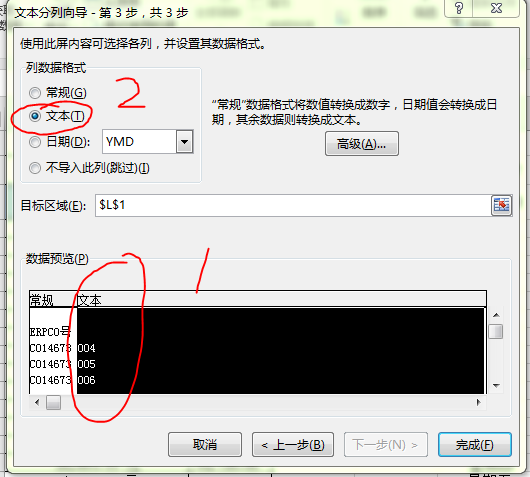 文本分列向导 - 第 3 步，共 3 步
?
使用此屏内容可选择各列，并设置其数据格式。
列数据格式
常规(G)
2
文本(T)
日期(D):
YMD
不导入此列(跳过)(I)
“常规”数据格式将数值转换成数字，日期值会转换成日
期，其余数据则转换成文本。
高级(A)...
目标区域(E):
$L$1
1
数据预览(P)
常规 文本
ERPCO号
CO14673 004
CO14673 005
CO14673 006
取消
< 上一步(B)
下一步(N) >
完成(F)